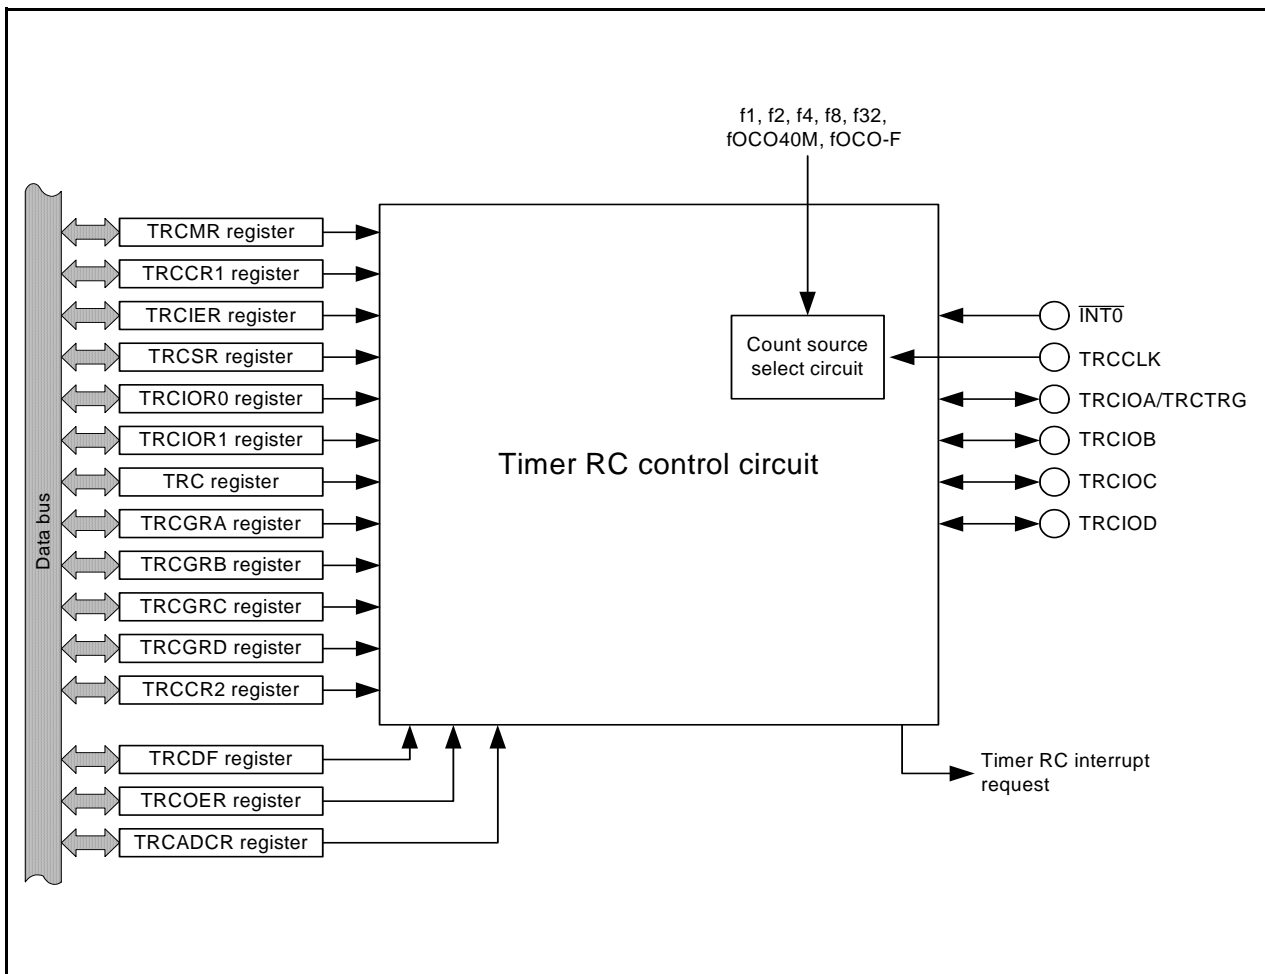 f1, f2, f4, f8, f32,
fOCO40M, fOCO-F
TRCMR register
TRCCR1 register
TRCIER register
TRCSR register
TRCIOR0 register
TRCIOR1 register
TRC register
TRCGRA register
TRCGRB register
TRCGRC register
TRCGRD register
TRCCR2 register
TRCDF register
TRCOER register
TRCADCR register
Data bus
Count source
select circuit
Timer RC control circuit
INT0
TRCCLK
TRCIOA/TRCTRG
TRCIOB
TRCIOC
TRCIOD
Timer RC interrupt
request